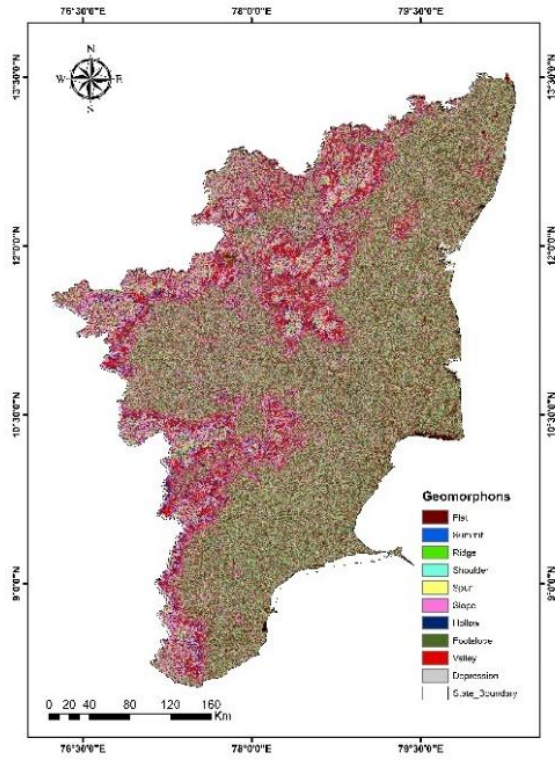 76°30'0"E 78°0'0"E 79°30'0"E
N
W E
S
13°30'0"N 13°30'0"N
12°0'0"N 12°0'0"N
10°30'0"N 10°30'0"N
9°0'0"N 9°0'0"N
Geomorphons
Flat
Summit
Ridge
Shoulder
Spur
Slope
Hollow
Footslope
Valley
Depression
State_Boundary
0 20 40 80 120 160
Km
76°30'0"E 78°0'0"E 79°30'0"E